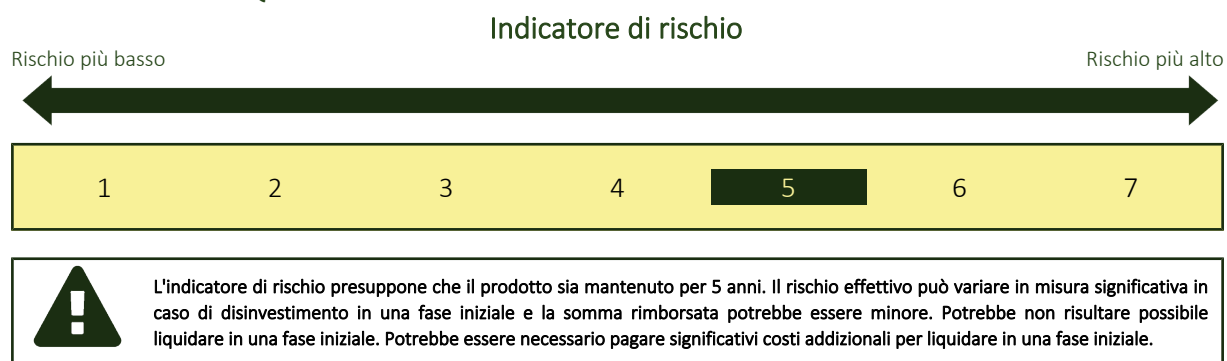 Indicatore di rischio
Rischio più basso
Rischio più alto
1 2 3 4 5 6 7
L'indicatore di rischio presuppone che il prodotto sia mantenuto per 5 anni. Il rischio effettivo può variare in misura significativa in
caso di disinvestimento in una fase iniziale e la somma rimborsata potrebbe essere minore. Potrebbe non risultare possibile
liquidare in una fase iniziale. Potrebbe essere necessario pagare significativi costi addizionali per liquidare in una fase iniziale.